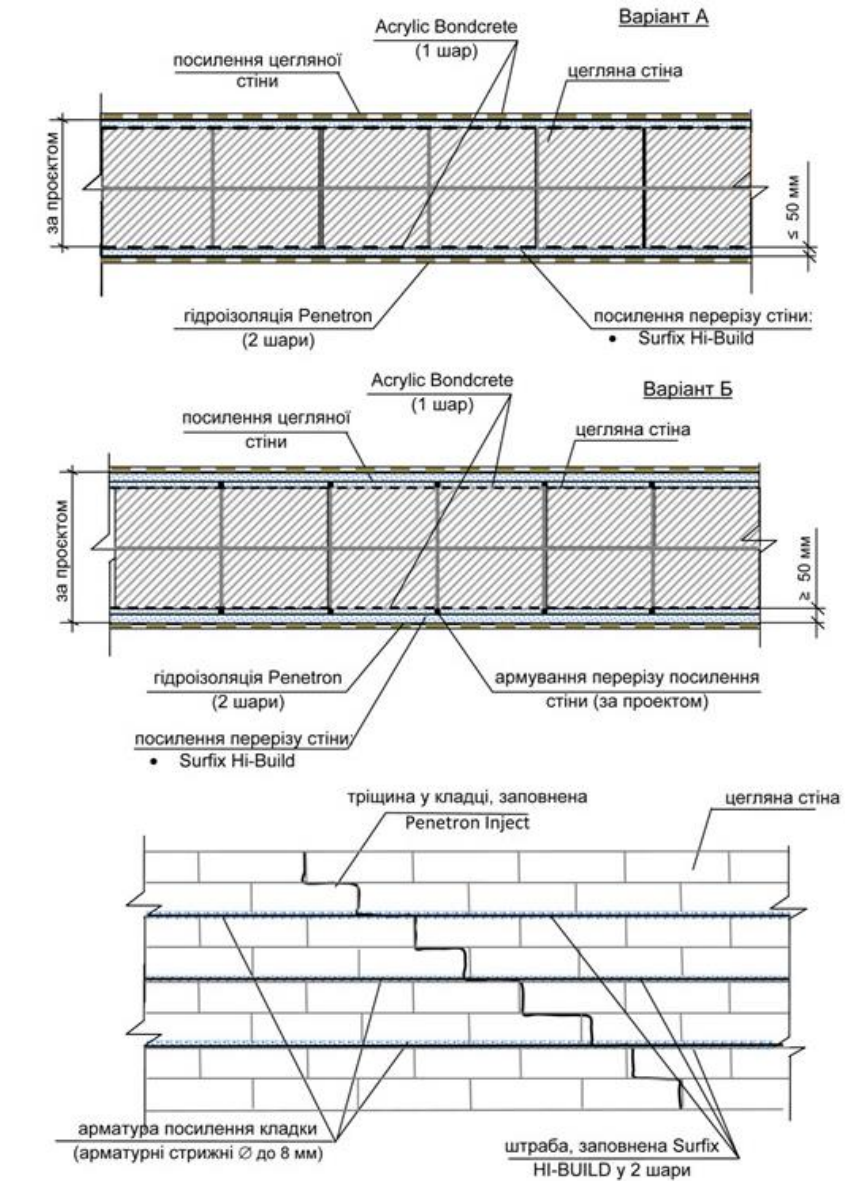 Варіант А
Acrylic Bondcrete
(1 шар)
посилення цегляної
стіни
цегляна стіна
за проєктом
≤ 50 мм
гідроізоляція Penetron
(2 шари)
посилення перерізу стіни:
• Surfix Hi-Build
Варіант Б
Acrylic Bondcrete
(1 шар)
посилення цегляної
стіни
цегляна стіна
за проєктом
≥ 50 мм
гідроізоляція Penetron
(2 шари)
армування перерізу посилення
стіни (за проектом)
посилення перерізу стіни:
• Surfix Hi-Build
тріщина у кладці, заповнена
Penetron Inject
цегляна стіна
арматура посилення кладки
(арматурні стрижні ∅ до 8 мм)
штраба, заповнена Surfix
HI-BUILD у 2 шари